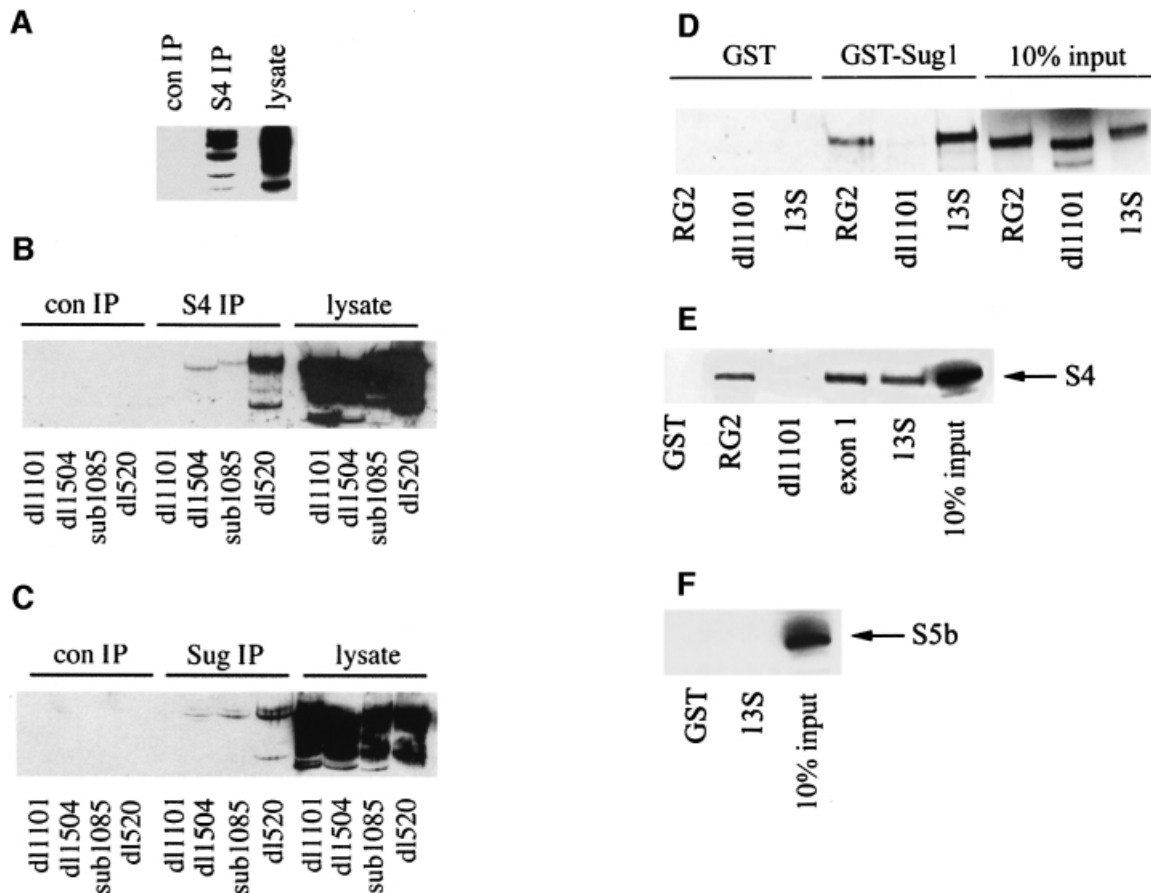 A
con IP
S4 IP
lysate
B
con IP S4 IP lysate
dl1101
dl1504
sub1085
dl520
dl1101
dl1504
sub1085
dl520
dl1101
dl1504
sub1085
dl520
C
con IP Sug IP lysate
dl1101
dl1504
sub1085
dl520
dl1101
dl1504
sub1085
dl520
dl1101
dl1504
sub1085
dl520
D
GST GST-Sug1 10% input
RG2
dl1101
13S
RG2
dl1101
13S
RG2
dl1101
13S
E
S4
GST
RG2
dl1101
exon 1
13S
10% input
F
S5b
GST
13S
10% input